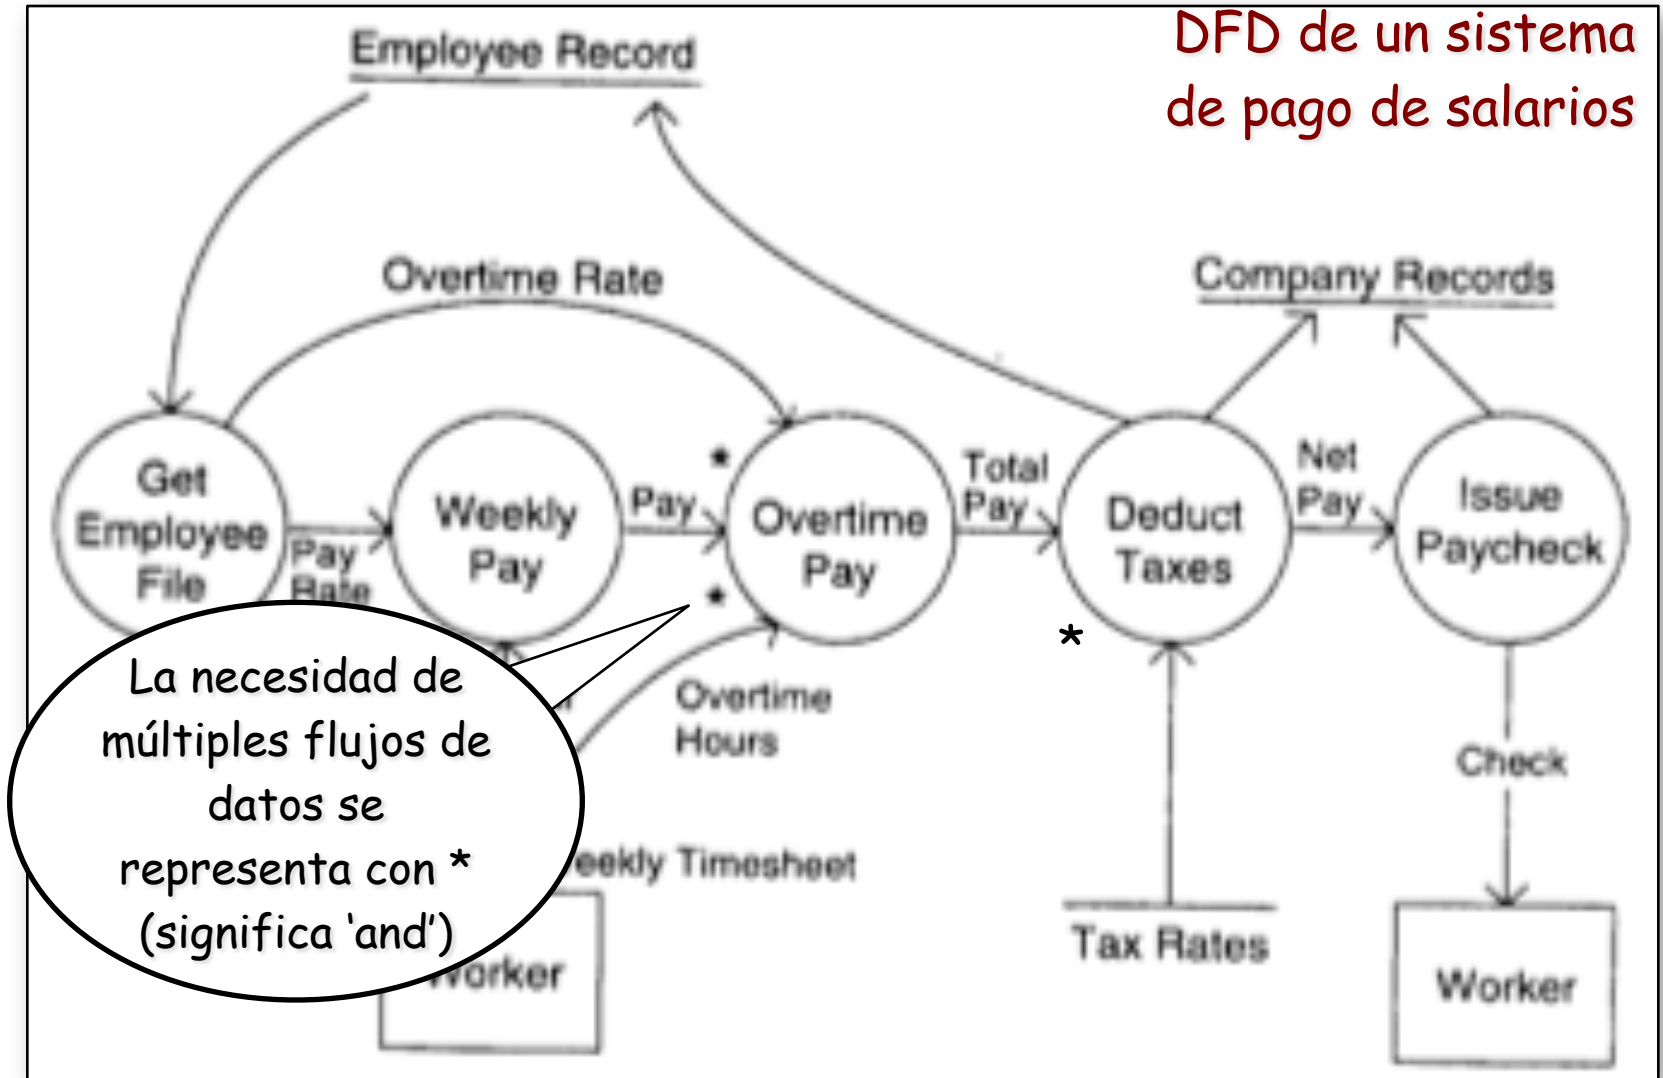 DFD de un sistema
de pago de salarios
Employee Record
Overtime Rate
Company Records
Get
Employee
File
Pay
Rate
Weekly
Pay
Pay
*
*
Overtime
Pay
Total
Pay
Deduct
Taxes
*
Net
Pay
Issue
Paycheck
Overtime
Hours
Check
La necesidad de
múltiples flujos de
datos se
representa con *
(significa ‘and’)
Timesheet
Tax Rates
Worker